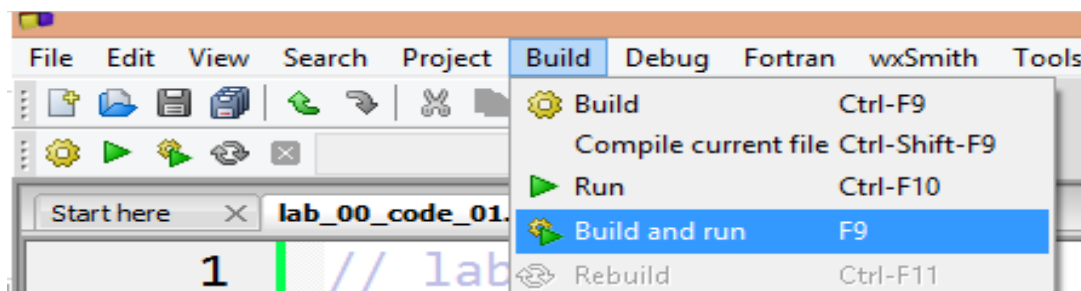 File Edit View Search Project Build Debug Fortran wxSmith Tools
Build Ctrl-F9
Compile current file Ctrl-Shift-F9
Run Ctrl-F10
Start here lab_00_code_01.
Build and run F9
1 // lab
Rebuild Ctrl-F11